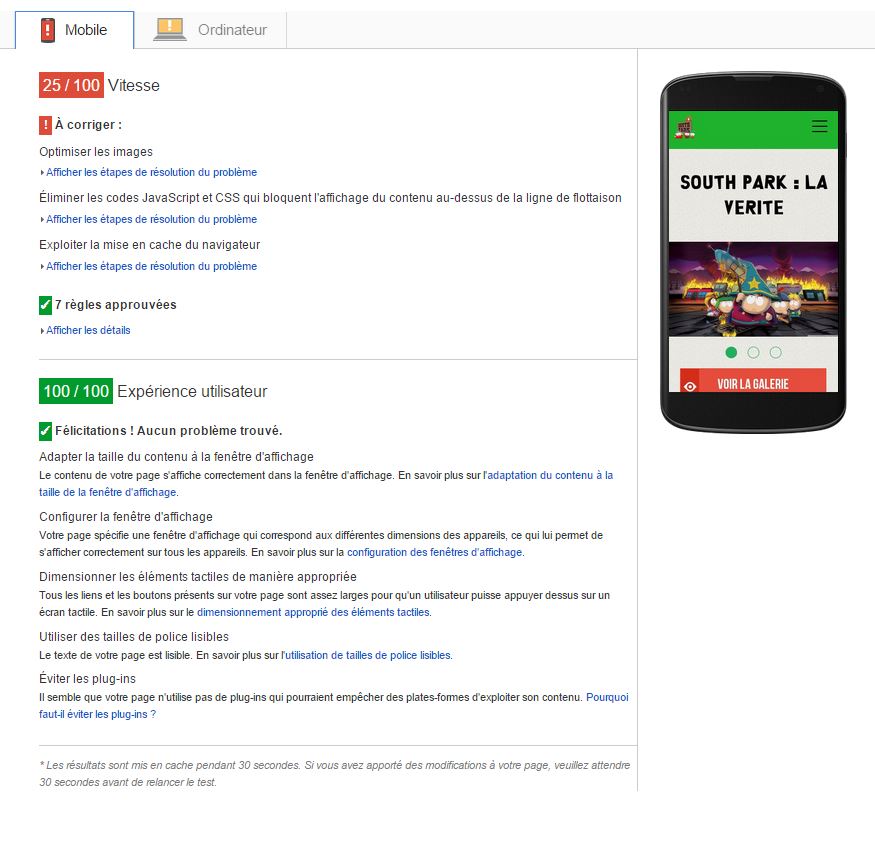 Mobile
Ordinateur
25 / 100 Vitesse
! À corriger :
Optimiser les images
Afficher les étapes de résolution du problème
Éliminer les codes JavaScript et CSS qui bloquent l'affichage du contenu au-dessus de la ligne de flottaison
Afficher les étapes de résolution du problème
Exploiter la mise en cache du navigateur
Afficher les étapes de résolution du problème
7 règles approuvées
Afficher les détails
100 / 100 Expérience utilisateur
Félicitations ! Aucun problème trouvé.
Adapter la taille du contenu à la fenêtre d'affichage
Le contenu de votre page s'affiche correctement dans la fenêtre d'affichage. En savoir plus sur l'adaptation du contenu à la
taille de la fenêtre d'affichage.
Configurer la fenêtre d'affichage
Votre page spécifie une fenêtre d'affichage qui correspond aux différentes dimensions des appareils, ce qui lui permet de
s'afficher correctement sur tous les appareils. En savoir plus sur la configuration des fenêtres d'affichage.
Dimensionner les éléments tactiles de manière appropriée
Tous les liens et les boutons présents sur votre page sont assez larges pour qu'un utilisateur puisse appuyer dessus sur un
écran tactile. En savoir plus sur le dimensionnement approprié des éléments tactiles.
Utiliser des tailles de police lisibles
Le texte de votre page est lisible. En savoir plus sur l'utilisation de tailles de police lisibles.
Éviter les plug-ins
Il semble que votre page n'utilise pas de plug-ins qui pourraient empêcher des plates-formes d'exploiter son contenu. Pourquoi
faut-il éviter les plug-ins ?
* Les résultats sont mis en cache pendant 30 secondes. Si vous avez apporté des modifications à votre page, veuillez attendre
30 secondes avant de relancer le test.
SOUTH PARK
SOUTH PARK : LA
VERITE
VOIR LA GALERIE